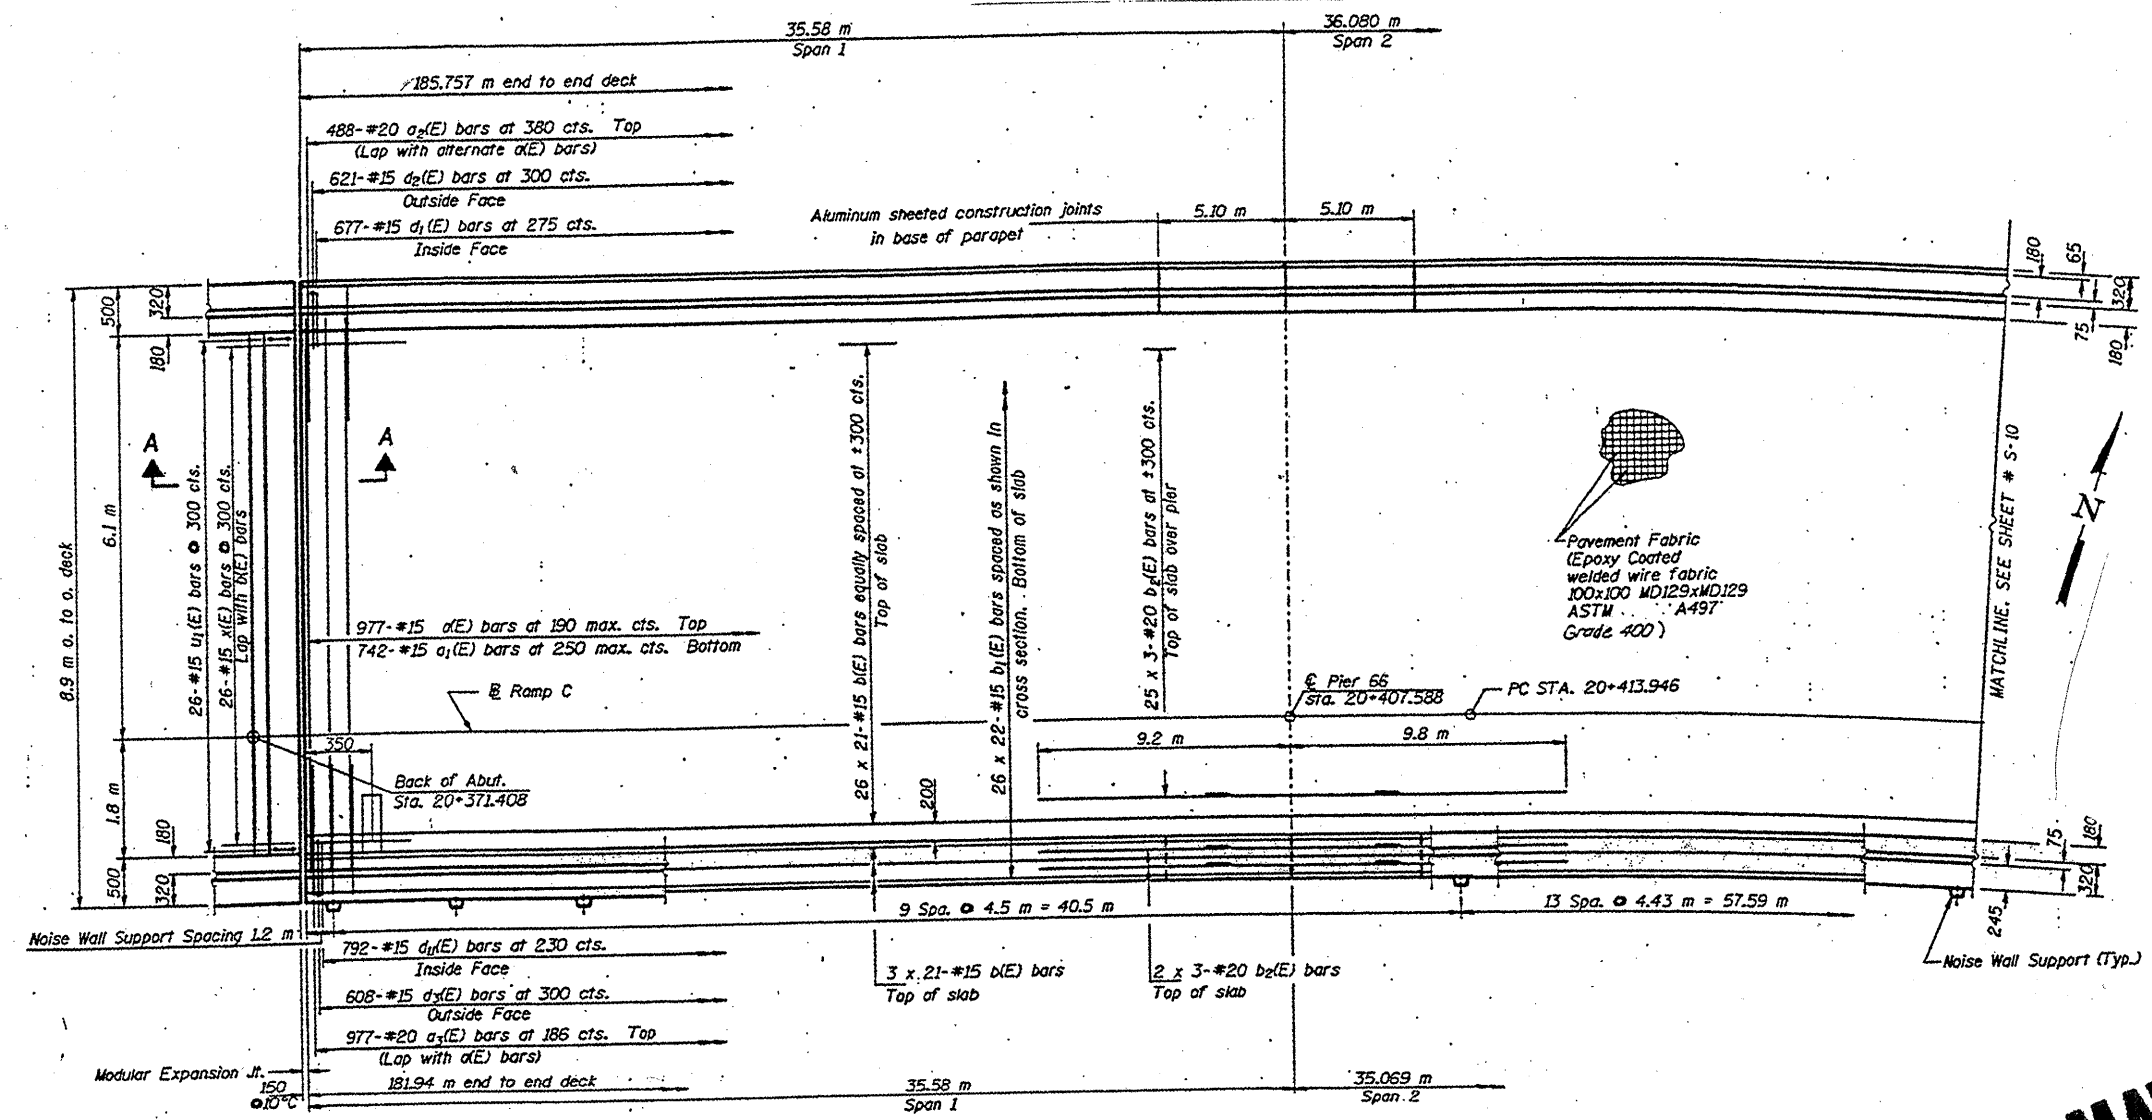 35.58 m
Span 1
36.080 m
Span 2
185.757 m end to end deck
488-#20 a2(E) bars at 380 cts. Top
(Lap with alternate a(E) bars)
621-#15 d2(E) bars at 300 cts.
Outside Face
677-#15 d1(E) bars at 275 cts.
Inside Face
Aluminum sheeted construction joints
in base of parapet
5.10 m
5.10 m
180
65
320
75
180
500
320
180
8.9 m o. to o. deck
6.1 m
1.8 m
500
180
320
A
A
26-#15 u1(E) bars @ 300 cts.
26-#15 x(E) bars @ 300 cts.
Lap with b(E) bars
26 x 21-#15 b(E) bars equally spaced at ±300 cts.
Top of slab
26 x 22-#15 b1(E) bars spaced as shown in
cross section. Bottom of slab
25 x 3-#20 b2(E) bars at ±300 cts.
Top of slab over pier
Pavement Fabric
(Epoxy Coated
welded wire fabric
100x100 MD129xMD129
ASTM A497
Grade 400)
MATCHLINE, SEE SHEET # S-10
N
977-#15 a(E) bars at 190 max. cts. Top
742-#15 a1(E) bars at 250 max. cts. Bottom
℄ Pier 66
Sta. 20+407.588
PC STA. 20+413.946
Ramp C
350
9.2 m
9.8 m
Back of Abut.
Sta. 20+371.408
200
75
180
320
245
9 Spa. @ 4.5 m = 40.5 m
13 Spa. @ 4.43 m = 57.59 m
Noise Wall Support Spacing 1.2 m
792-#15 (E) bars at 230 cts.
Inside Face
608-#15 d3(E) bars at 300 cts.
Outside Face
977-#20 a3(E) bars at 186 cts. Top
(Lap with a(E) bars)
3 x 21-#15 b(E) bars
Top of slab
2 x 3-#20 b2(E) bars
Top of slab
Noise Wall Support (Typ.)
Modular Expansion Jt.
150
@10°C
181.94 m end to end deck
35.58 m
Span 1
35.069 m
Span 2